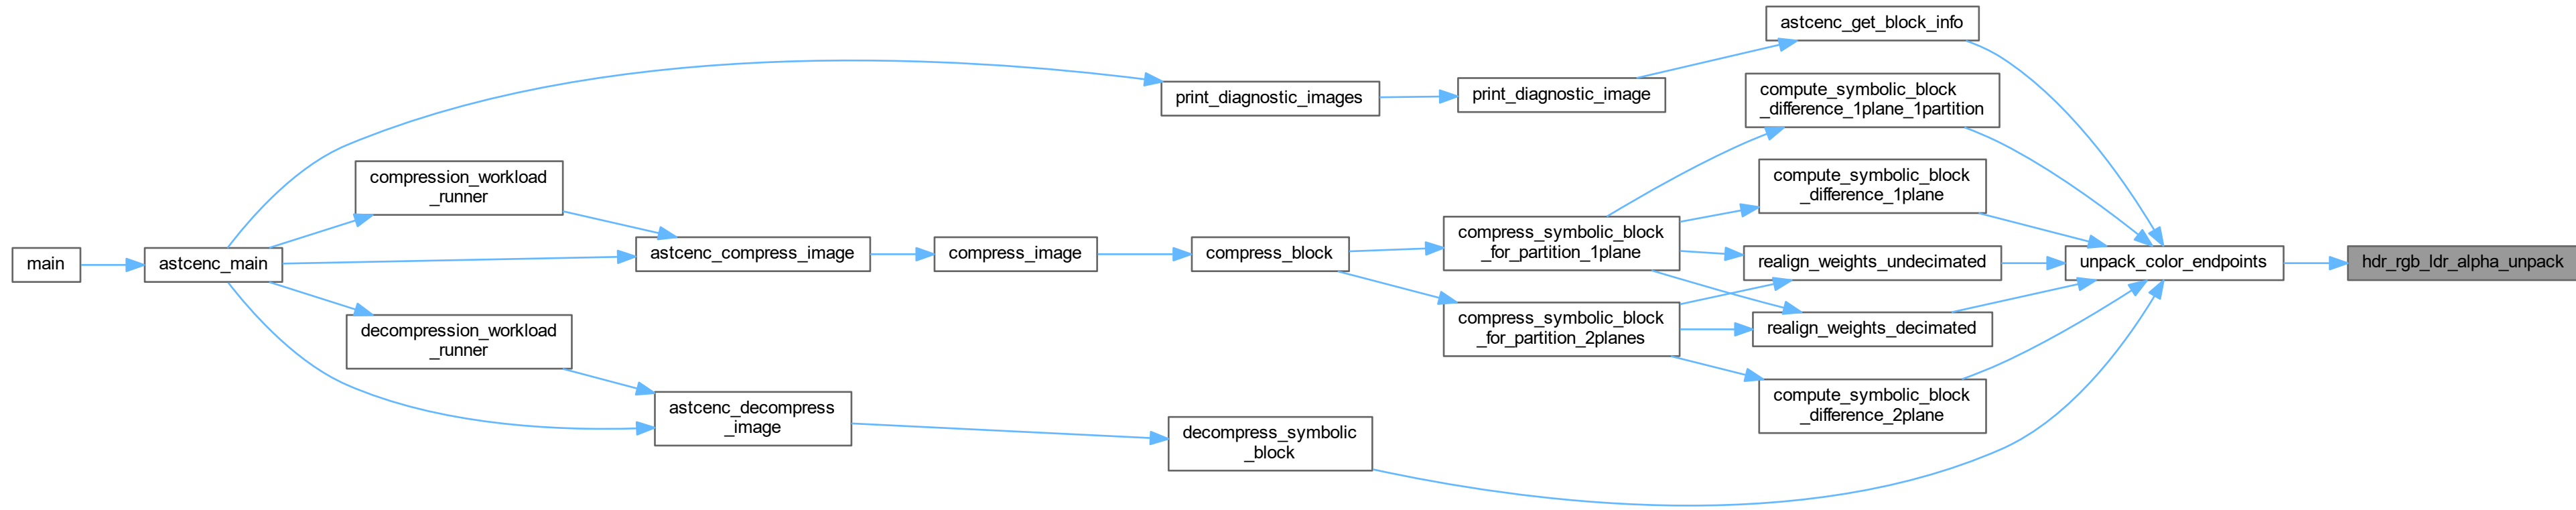 astcenc_get_block_info
print_diagnostic_images
print_diagnostic_image
compute_symbolic_block
_difference_1plane_1partition
compression_workload
_runner
compute_symbolic_block
_difference_1plane
main
astcenc_main
astcenc_compress_image
compress_image
compress_block
compress_symbolic_block
_for_partition_1plane
realign_weights_undecimated
unpack_color_endpoints
hdr_rgb_ldr_alpha_unpack
decompression_workload
_runner
compress_symbolic_block
_for_partition_2planes
realign_weights_decimated
astcenc_decompress
_image
compute_symbolic_block
_difference_2plane
decompress_symbolic
_block